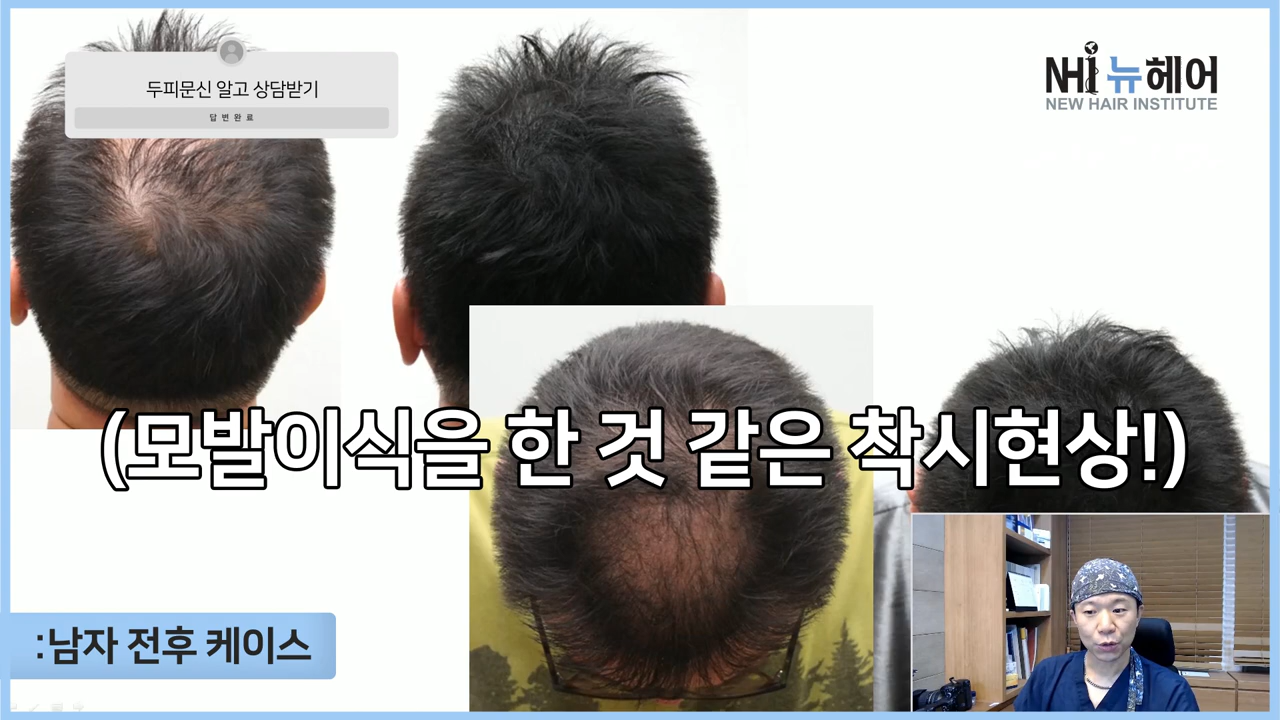 두피문신 알고 상담받기
답변완료
NHI 뉴헤어
NEW HAIR INSTITUTE
(모발이식을 한 것 같은 착시현상!)
:남자 전후 케이스